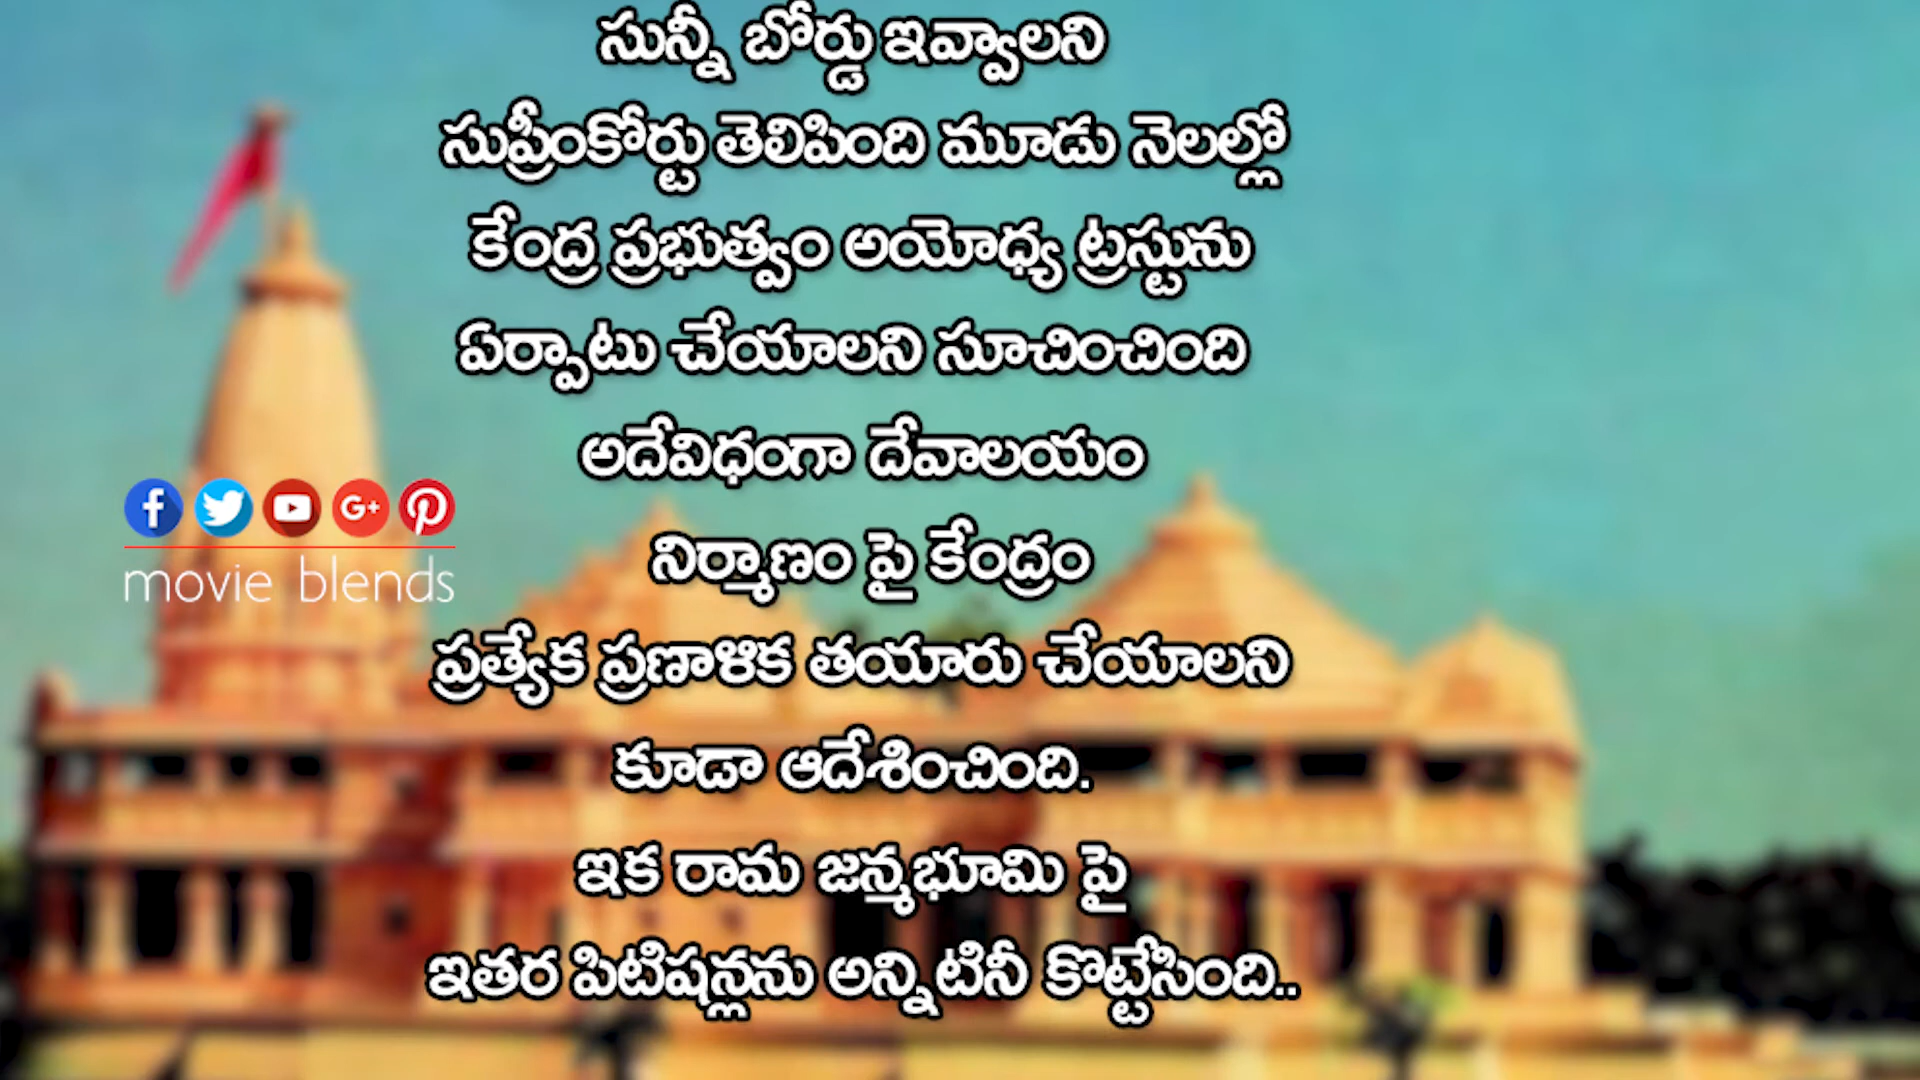 సున్నీ బోర్డు ఇవ్వాలని
సుప్రీంకోర్టు తెలిపింది మూడు నెలల్లో
కేంద్ర ప్రభుత్వం అయోధ్య ట్రస్టును
ఏర్పాటు చేయాలని సూచించింది
అదేవిధంగా దేవాలయం
నిర్మాణం పై కేంద్రం
ప్రత్యేక ప్రణాళిక తయారు చేయాలని
కూడా ఆదేశించింది.
ఇక రామ జన్మభూమి పై
ఇతర పిటిషన్లను అన్నిటినీ కొట్టేసింది..
movie blends